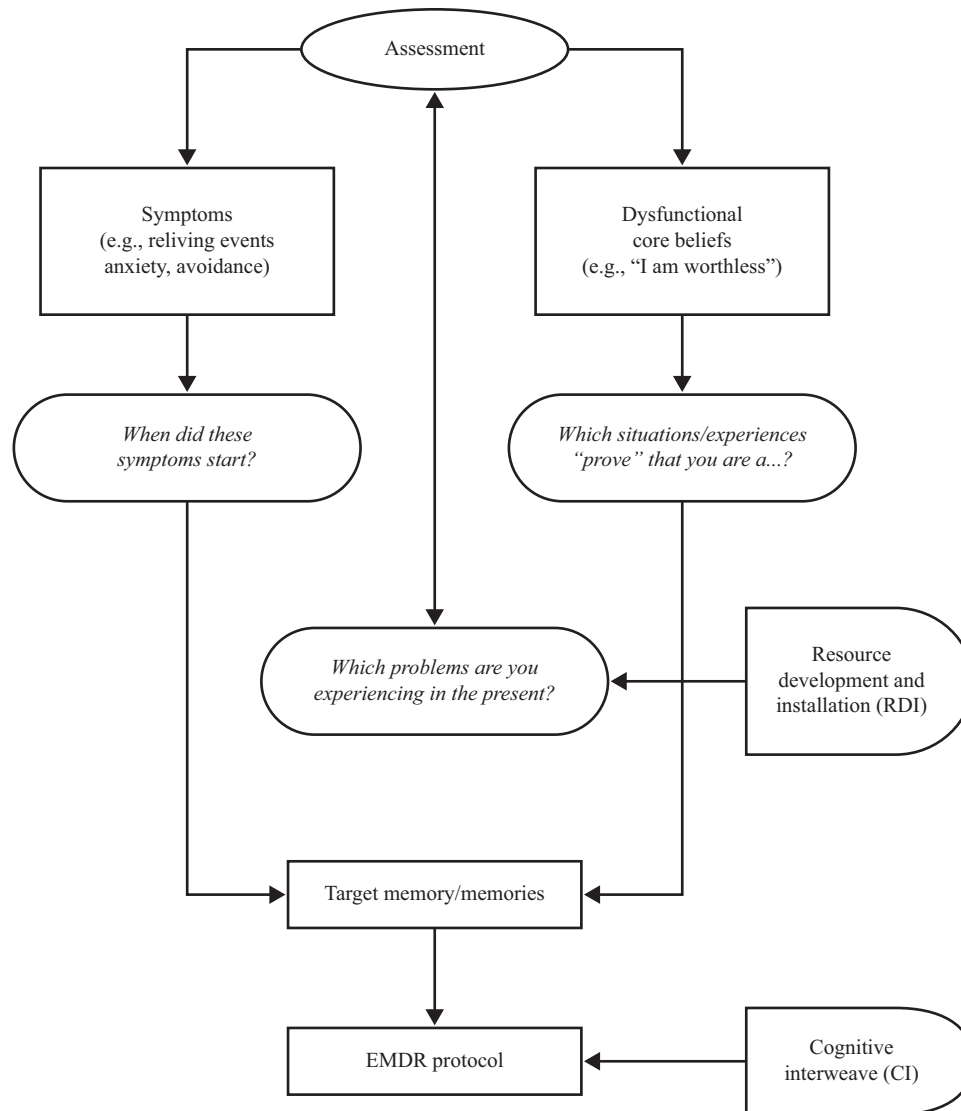 Assessment
Symptoms
(e.g., reliving events
anxiety, avoidance)
Dysfunctional
core beliefs
(e.g., “I am worthless”)
When did these
symptoms start?
Which situations/experiences
“prove” that you are a...?
Which problems are you
experiencing in the present?
Resource
development and
installation (RDI)
Target memory/memories
EMDR protocol
Cognitive
interweave (CI)